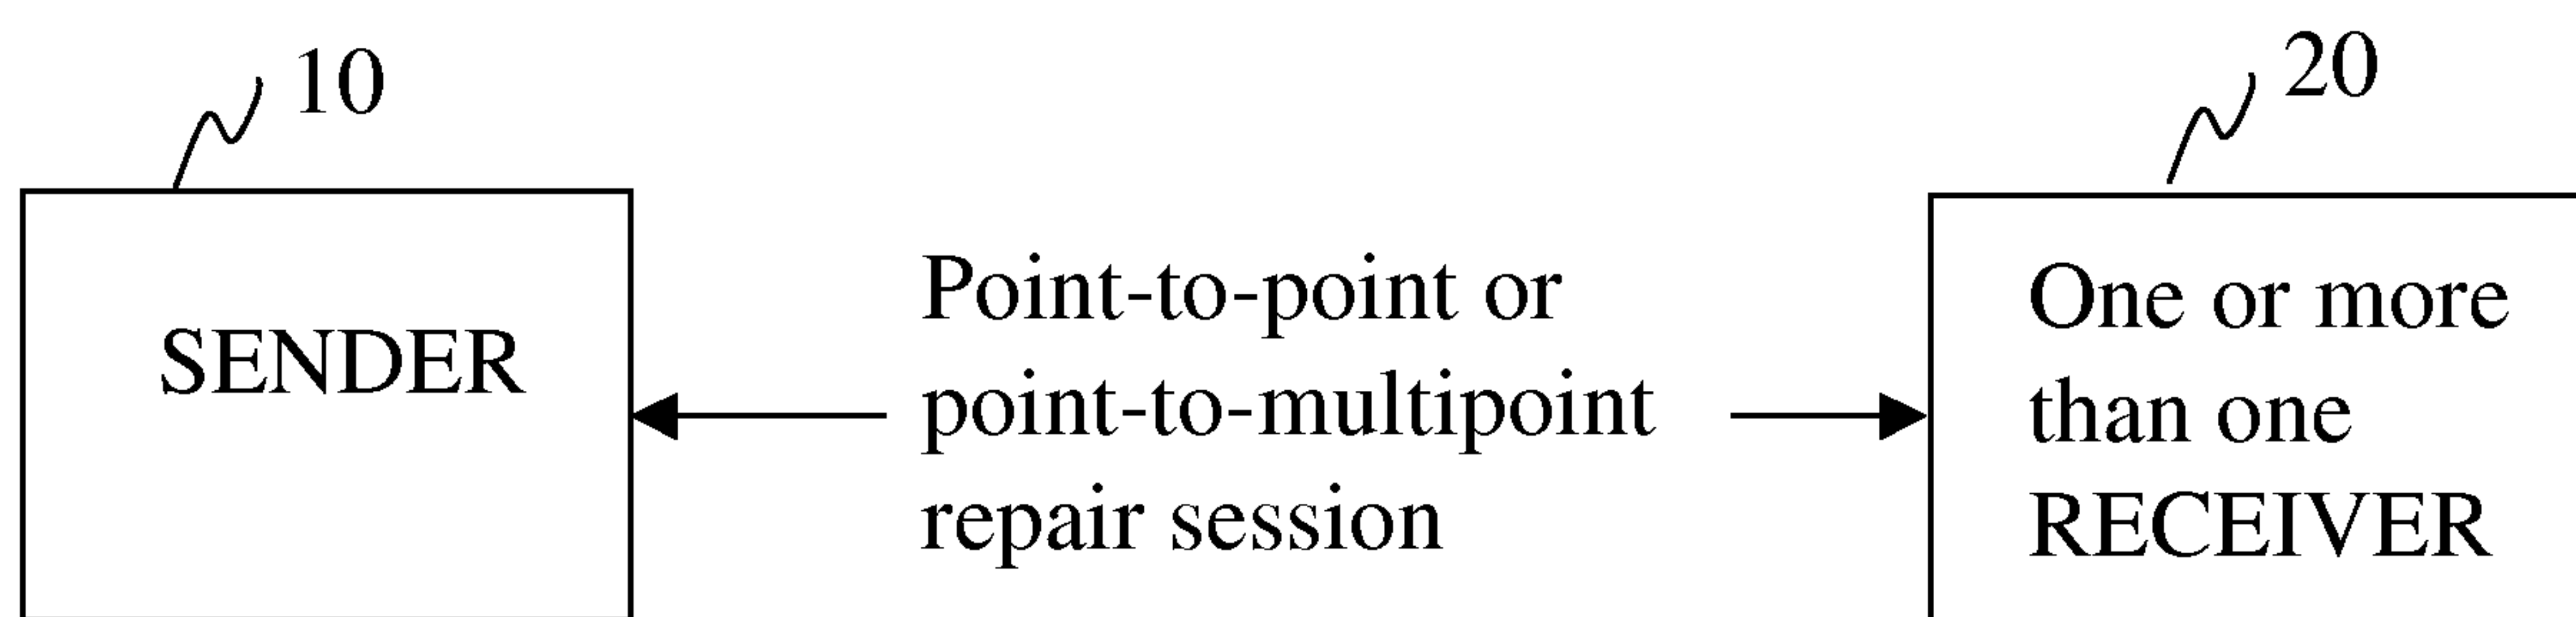 10
20
SENDER
Point-to-point or
point-to-multipoint
repair session
One or more
than one
RECEIVER